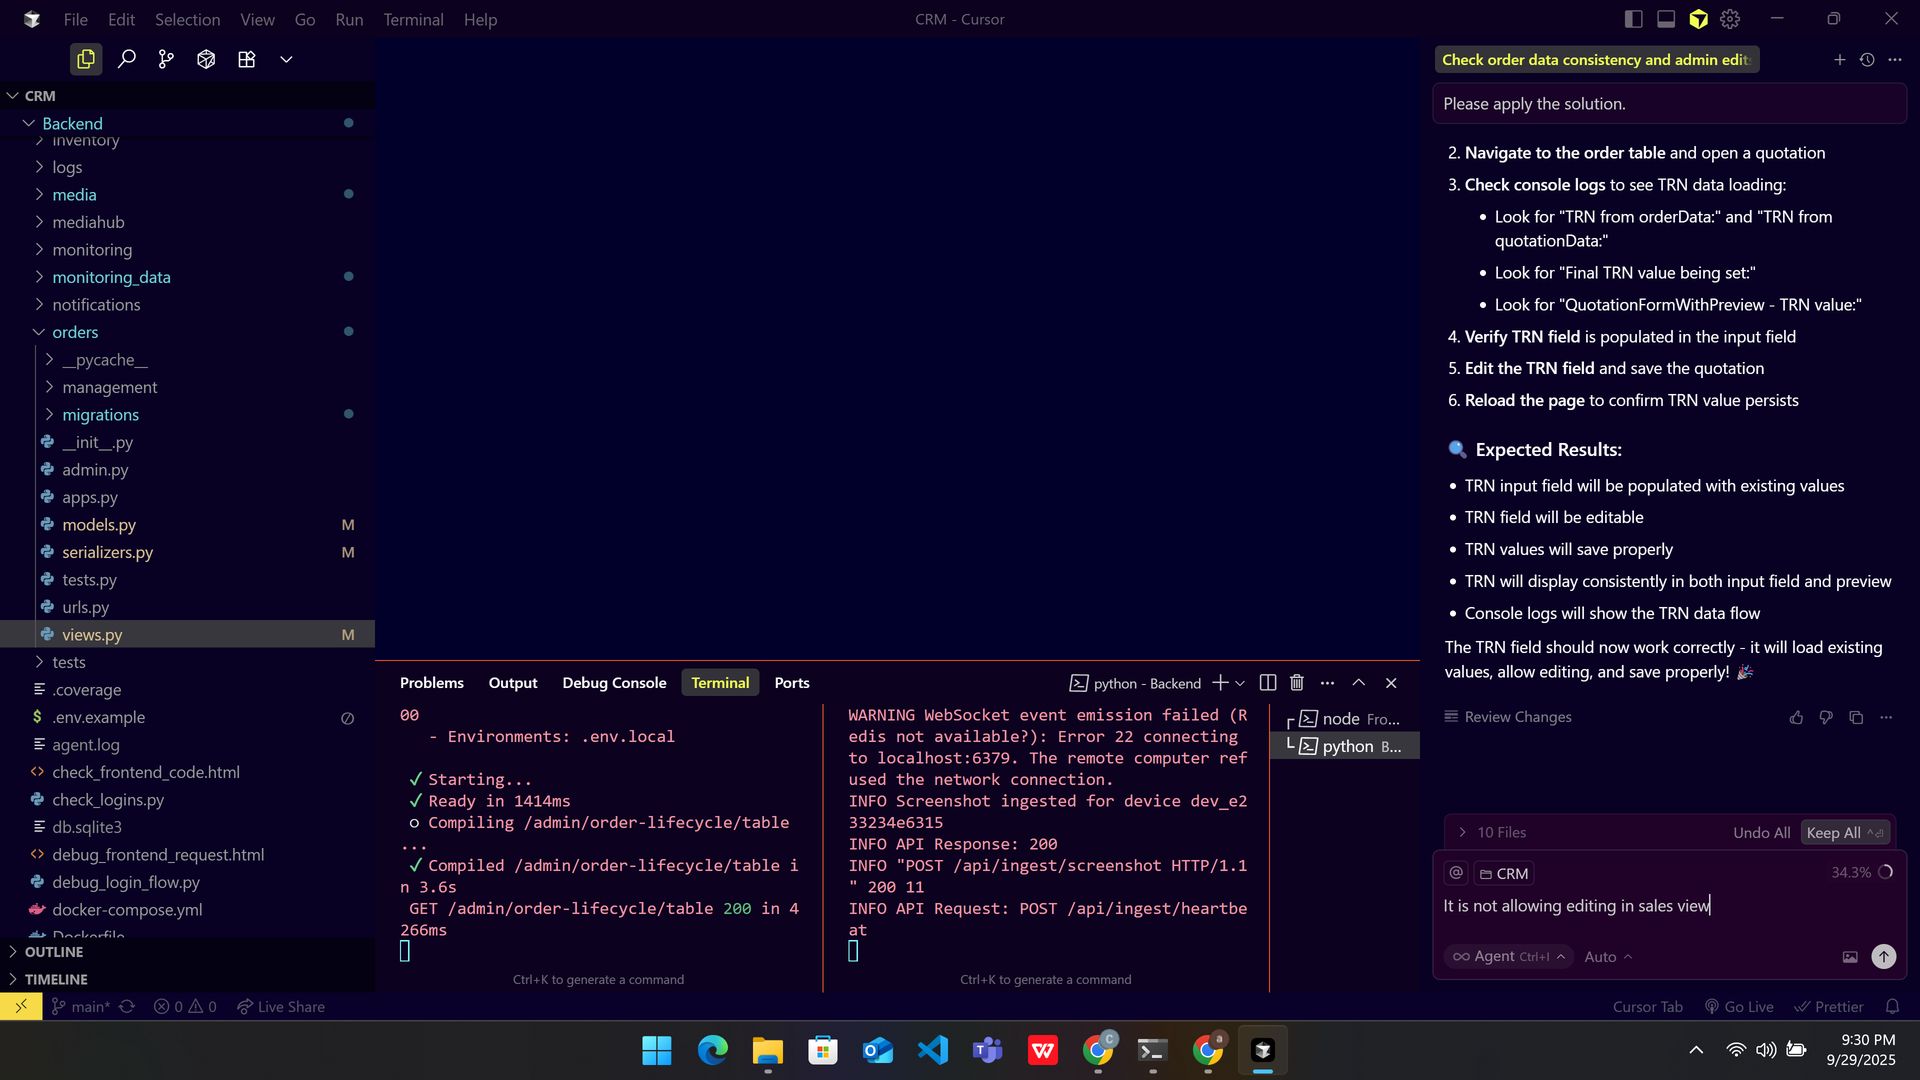 File Edit Selection View Go Run Terminal Help
CRM - Cursor
CRM
Backend
inventory
logs
media
mediahub
monitoring
monitoring_data
notifications
orders
__pycache__
management
migrations
__init__.py
admin.py
apps.py
models.py M
serializers.py M
tests.py
urls.py
views.py M
tests
.coverage
.env.example
agent.log
check_frontend_code.html
check_logins.py
db.sqlite3
debug_frontend_request.html
debug_login_flow.py
docker-compose.yml
Dockerfile
OUTLINE
TIMELINE
Problems Output Debug Console Terminal Ports
python - Backend
00
- Environments: .env.local
✓ Starting...
✓ Ready in 1414ms
○ Compiling /admin/order-lifecycle/table
...
✓ Compiled /admin/order-lifecycle/table i
n 3.6s
GET /admin/order-lifecycle/table 200 in 4
266ms
Ctrl+K to generate a command
WARNING WebSocket event emission failed (R
edis not available?): Error 22 connecting
to localhost:6379. The remote computer ref
used the network connection.
INFO Screenshot ingested for device dev_e2
33234e6315
INFO API Response: 200
INFO "POST /api/ingest/screenshot HTTP/1.1
" 200 11
INFO API Request: POST /api/ingest/heartbe
at
Ctrl+K to generate a command
node Fro...
python B...
Check order data consistency and admin edit
Please apply the solution.
2. Navigate to the order table and open a quotation
3. Check console logs to see TRN data loading:
• Look for "TRN from orderData:" and "TRN from
quotationData:"
• Look for "Final TRN value being set:"
• Look for "QuotationFormWithPreview - TRN value:"
4. Verify TRN field is populated in the input field
5. Edit the TRN field and save the quotation
6. Reload the page to confirm TRN value persists
🔍 Expected Results:
• TRN input field will be populated with existing values
• TRN field will be editable
• TRN values will save properly
• TRN will display consistently in both input field and preview
• Console logs will show the TRN data flow
The TRN field should now work correctly - it will load existing
values, allow editing, and save properly! 🎉
Review Changes
10 Files Undo All Keep All
@ CRM 34.3%
It is not allowing editing in sales view
Agent Ctrl+I Auto
main* 0 0 Live Share
Cursor Tab Go Live Prettier
9:30 PM
9/29/2025